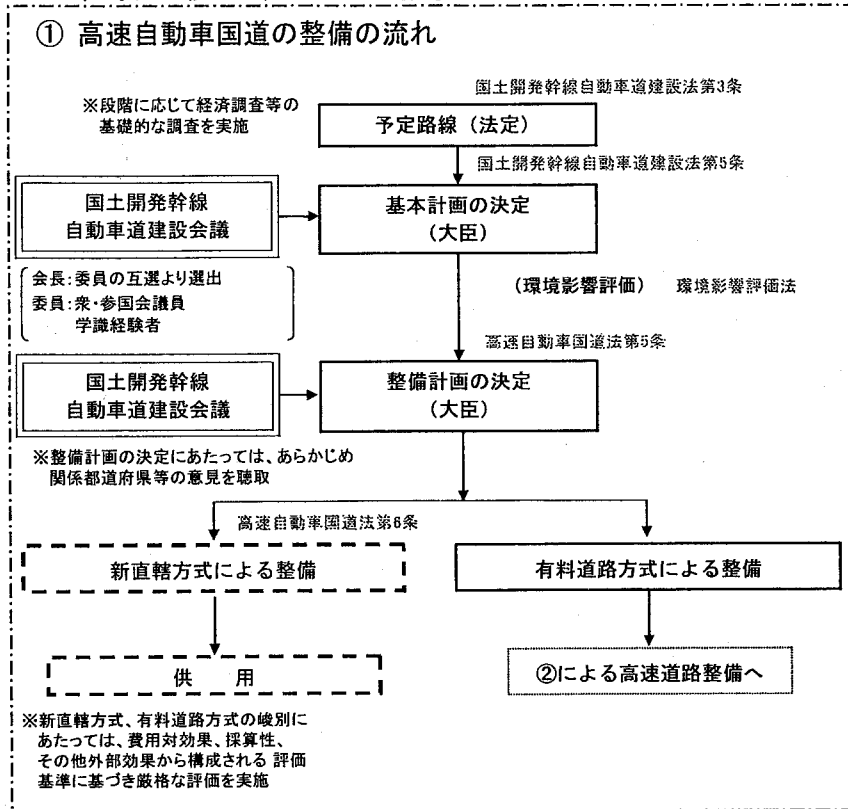 ① 高速自動車国道の整備の流れ
国土開発幹線自動車道建設法第3条
※段階に応じて経済調査等の
基礎的な調査を実施
予定路線（法定）
国土開発幹線自動車道建設法第5条
国土開発幹線
自動車道建設会議
基本計画の決定
（大臣）
会長：委員の互選より選出
委員：衆・参国会議員
学識経験者
（環境影響評価） 環境影響評価法
高速自動車国道法第5条
国土開発幹線
自動車道建設会議
整備計画の決定
（大臣）
※整備計画の決定にあたっては、あらかじめ
関係都道府県等の意見を聴取
高速自動車国道法第6条
新直轄方式による整備
有料道路方式による整備
供　用
②による高速道路整備へ
※新直轄方式、有料道路方式の峻別に
あたっては、費用対効果、採算性、
その他外部効果から構成される 評価
基準に基づき厳格な評価を実施